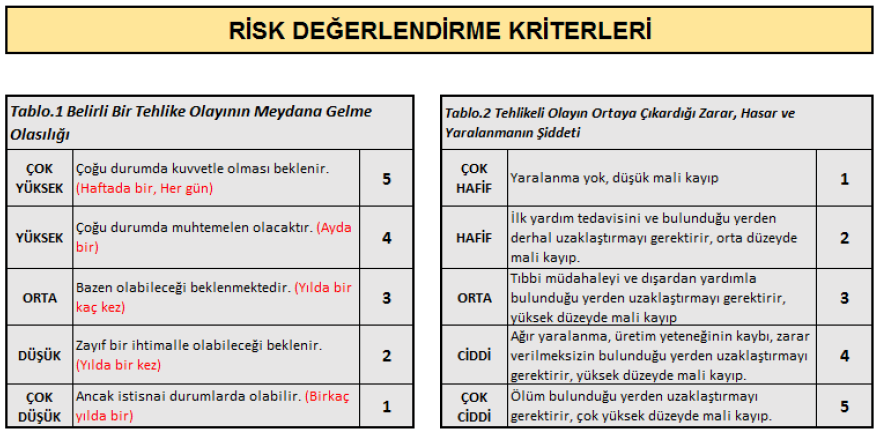 RİSK DEĞERLENDİRME KRİTERLERİ
Tablo.1 Belirli Bir Tehlike Olayının Meydana Gelme
Olasılığı
ÇOK
YÜKSEK
Çoğu durumda kuvvetle olması beklenir.
(Haftada bir, Her gün)
5
YÜKSEK
Çoğu durumda muhtemelen olacaktır. (Ayda
bir)
4
ORTA
Bazen olabileceği beklenmektedir. (Yılda bir
kaç kez)
3
DÜŞÜK
Zayıf bir ihtimalle olabileceği beklenir.
(Yılda bir kez)
2
ÇOK
DÜŞÜK
Ancak istisnai durumlarda olabilir. (Birkaç
yılda bir)
1
Tablo.2 Tehlikeli Olayın Ortaya Çıkardığı Zarar, Hasar ve
Yaralanmanın Şiddeti
ÇOK
HAFİF
Yaralanma yok, düşük mali kayıp
1
HAFİF
İlk yardım tedavisini ve bulunduğu yerden
derhal uzaklaştırmayı gerektirir, orta düzeyde
mali kayıp.
2
ORTA
Tıbbi müdahaleyi ve dışardan yardımla
bulunduğu yerden uzaklaştırmayı gerektirir,
yüksek düzeyde mali kayıp
3
CİDDİ
Ağır yaralanma, üretim yeteneğinin kaybı, zarar
verilmeksizin bulunduğu yerden uzaklaştırmayı
gerektirir, yüksek düzeyde mali kayıp.
4
ÇOK
CİDDİ
Ölüm bulunduğu yerden uzaklaştırmayı
gerektirir, çok yüksek düzeyde mali kayıp.
5